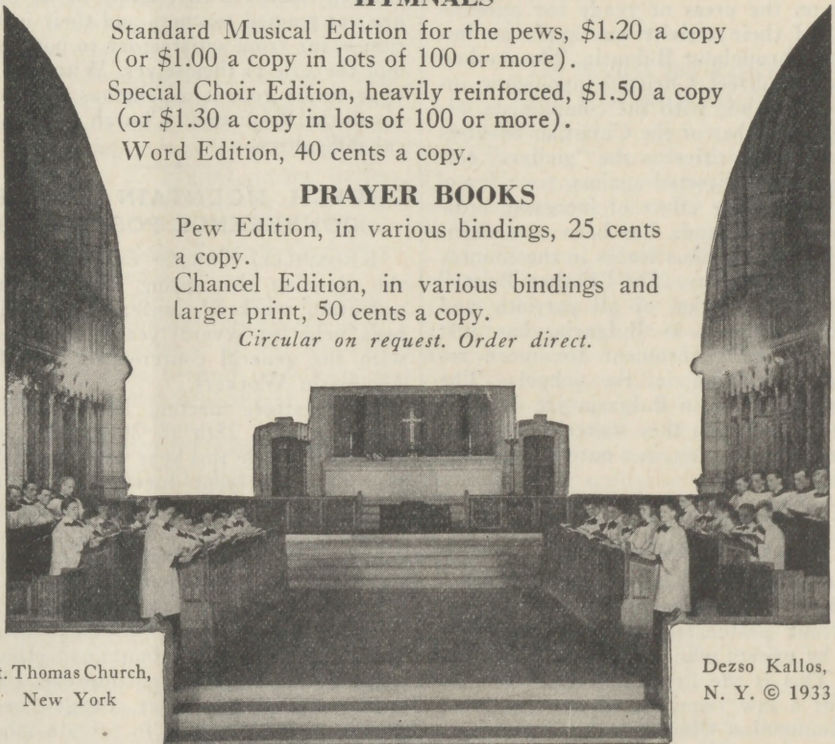 HYMNALS
Standard Musical Edition for the pews, $1.20 a copy
(or $1.00 a copy in lots of 100 or more).
Special Choir Edition, heavily reinforced, $1.50 a copy
(or $1.30 a copy in lots of 100 or more).
Word Edition, 40 cents a copy.
PRAYER BOOKS
Pew Edition, in various bindings, 25 cents
a copy.
Chancel Edition, in various bindings and
larger print, 50 cents a copy.
Circular on request. Order direct.
t. Thomas Church,
New York
Dezso Kallos,
N. Y. © 1933